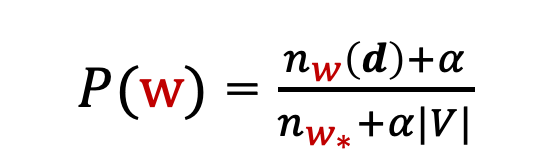 P(w) = n_w(d)+α / n_w*+α|V|